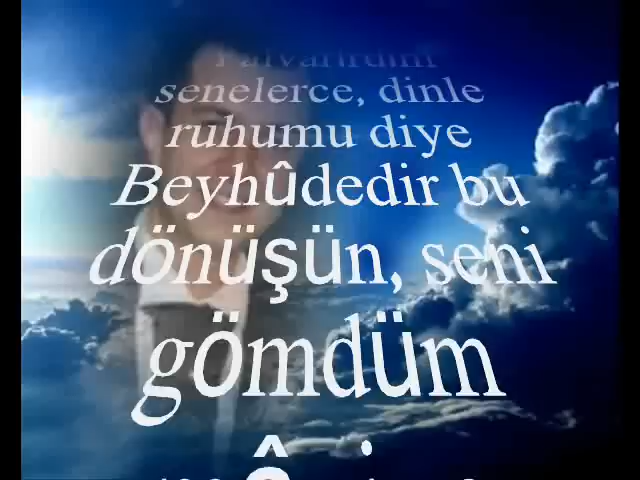 senelerce, dinle
ruhumu diye
Beyhûdedir bu
dönüşün, seni
gömdüm